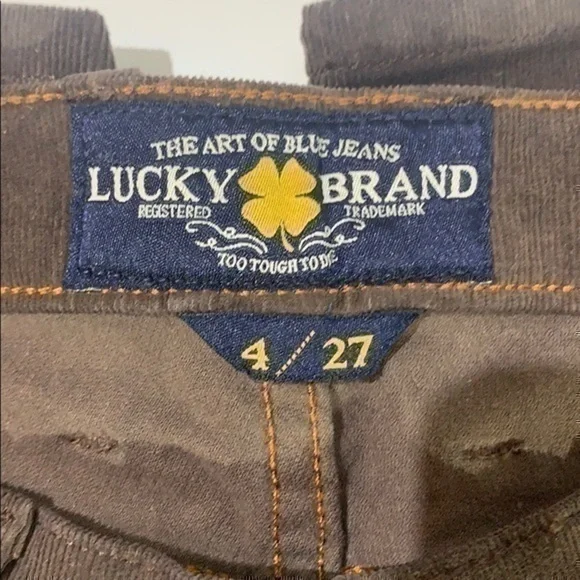 THE ART OF BLUE JEANS
LUCKY BRAND
REGISTERED TRADEMARK
TOO TOUGH TO DIE
4/27